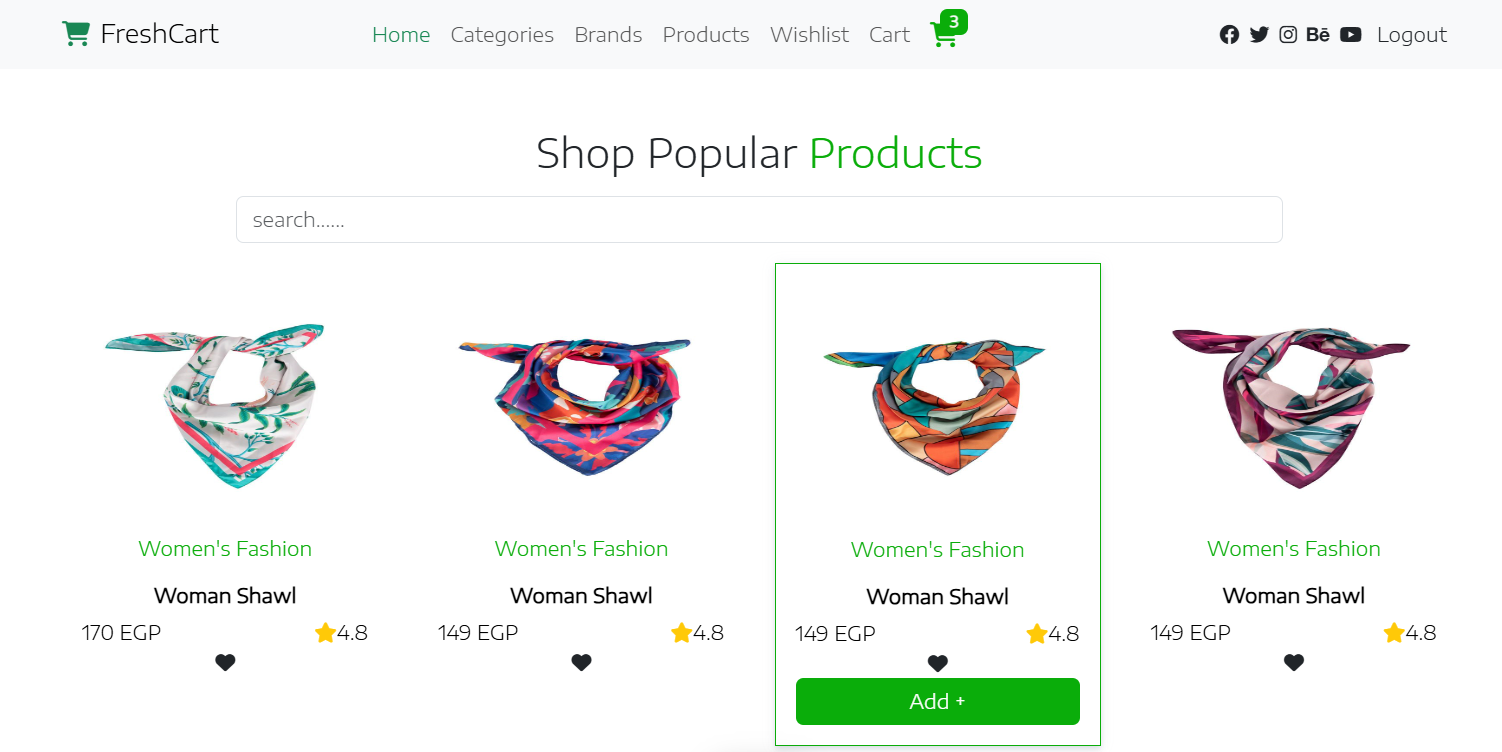 FreshCart Home Categories Brands Products Wishlist Cart 3 Bē Logout
Shop Popular Products
search......
Women's Fashion Women's Fashion Women's Fashion Women's Fashion
Woman Shawl Woman Shawl Woman Shawl Woman Shawl
170 EGP 4.8 149 EGP 4.8 149 EGP 4.8 149 EGP 4.8
Add +